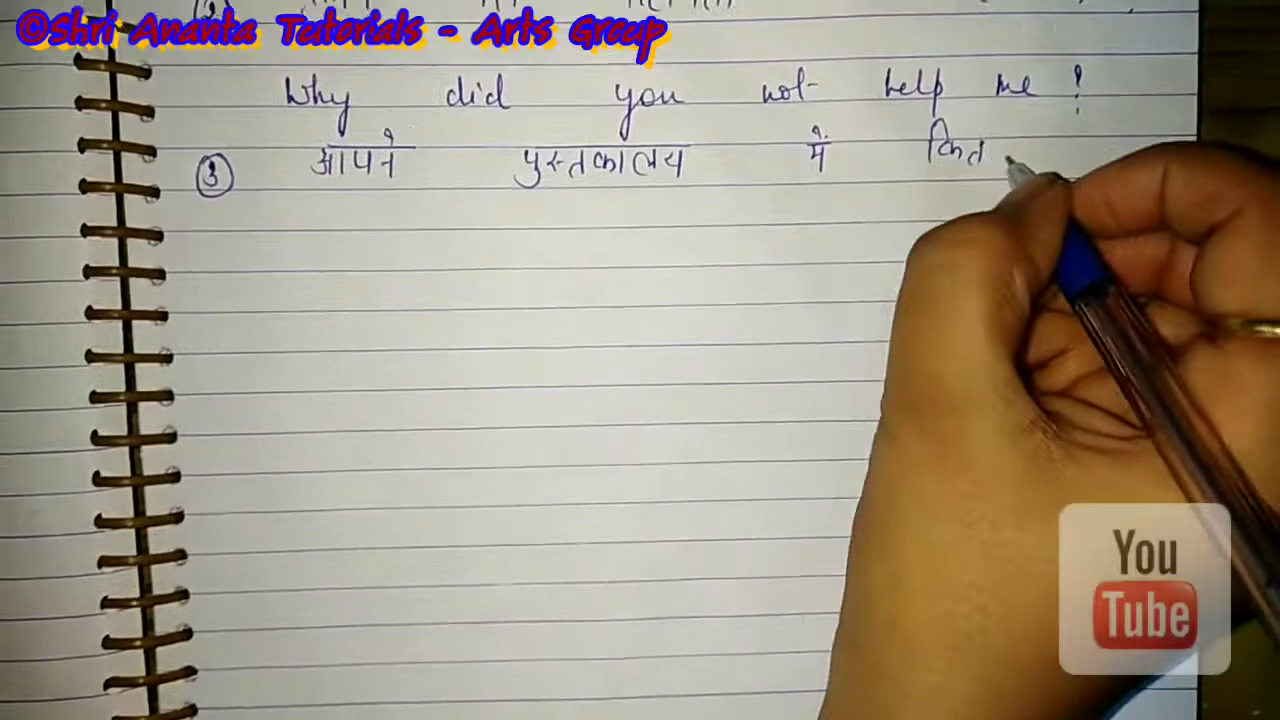 ©Shri Ananta Tutorials - Arts Group
Why did you not help me ?
③ आपने पुस्तकालय में कित
You
Tube